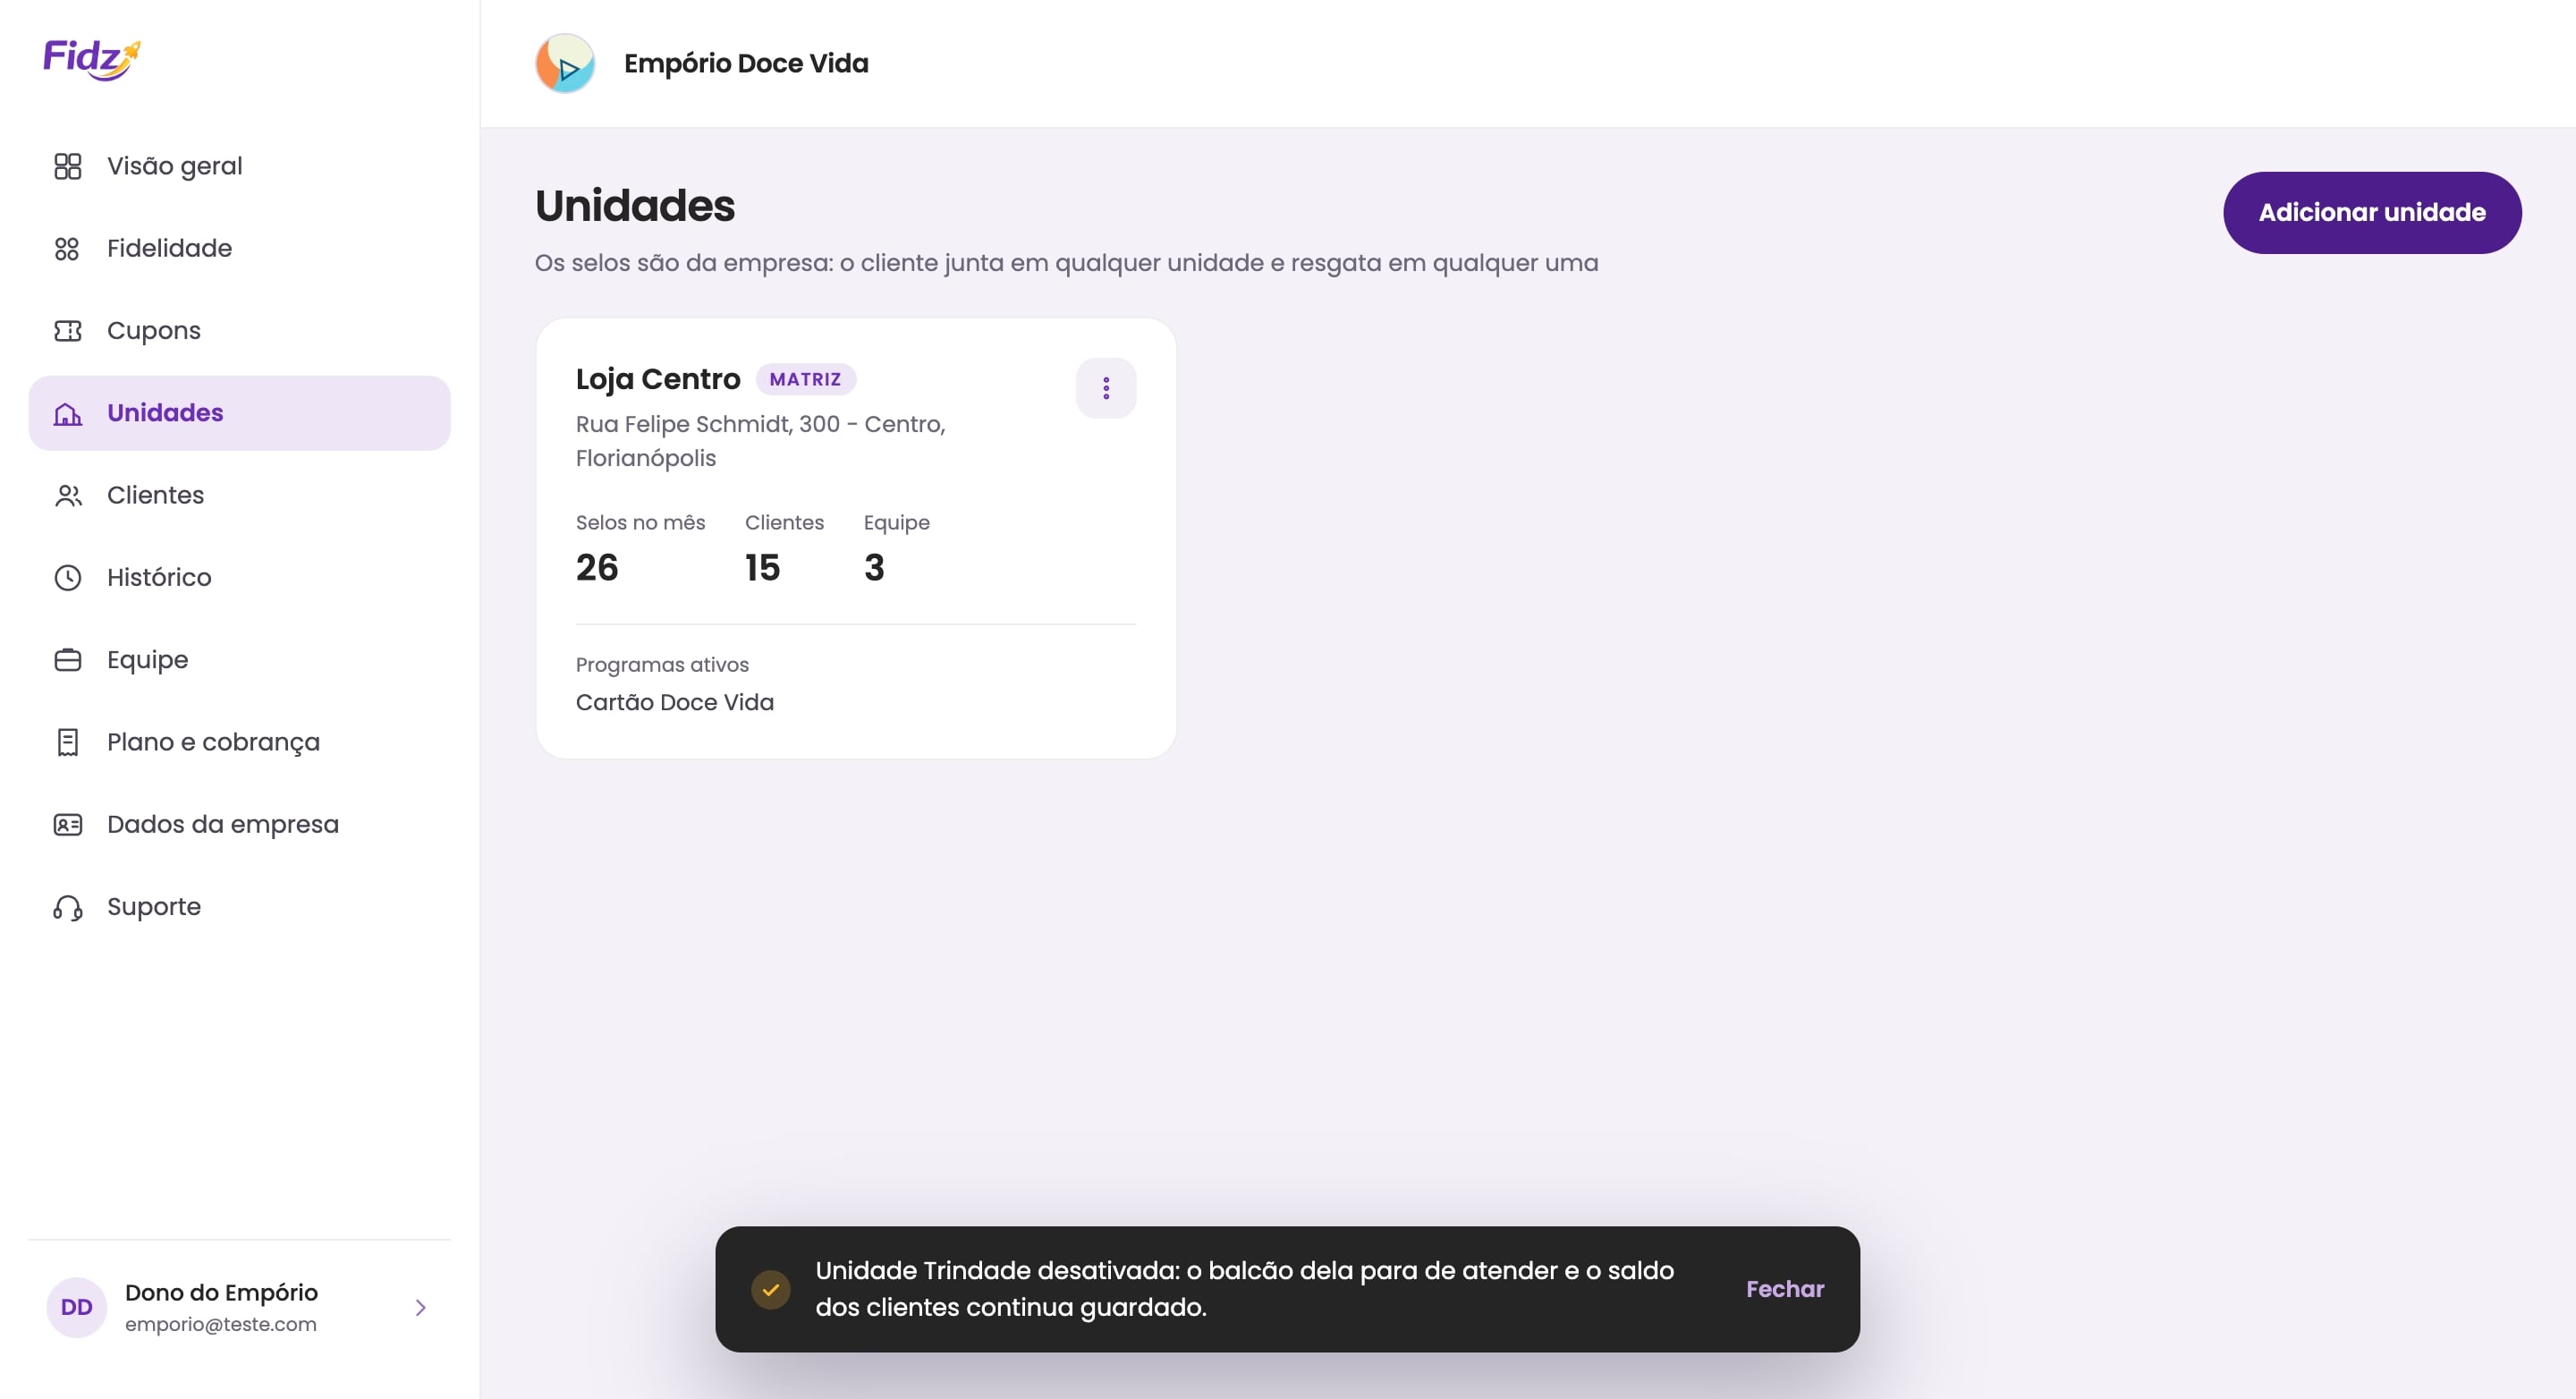 Fidz
Visão geral
Fidelidade
Cupons
Unidades
Clientes
Histórico
Equipe
Plano e cobrança
Dados da empresa
Suporte
DD
Dono do Empório
emporio@teste.com
Empório Doce Vida
Unidades
Os selos são da empresa: o cliente junta em qualquer unidade e resgata em qualquer uma
Adicionar unidade
Loja Centro MATRIZ
Rua Felipe Schmidt, 300 - Centro,
Florianópolis
Selos no mês Clientes Equipe
26 15 3
Programas ativos
Cartão Doce Vida
Unidade Trindade desativada: o balcão dela para de atender e o saldo
dos clientes continua guardado.
Fechar